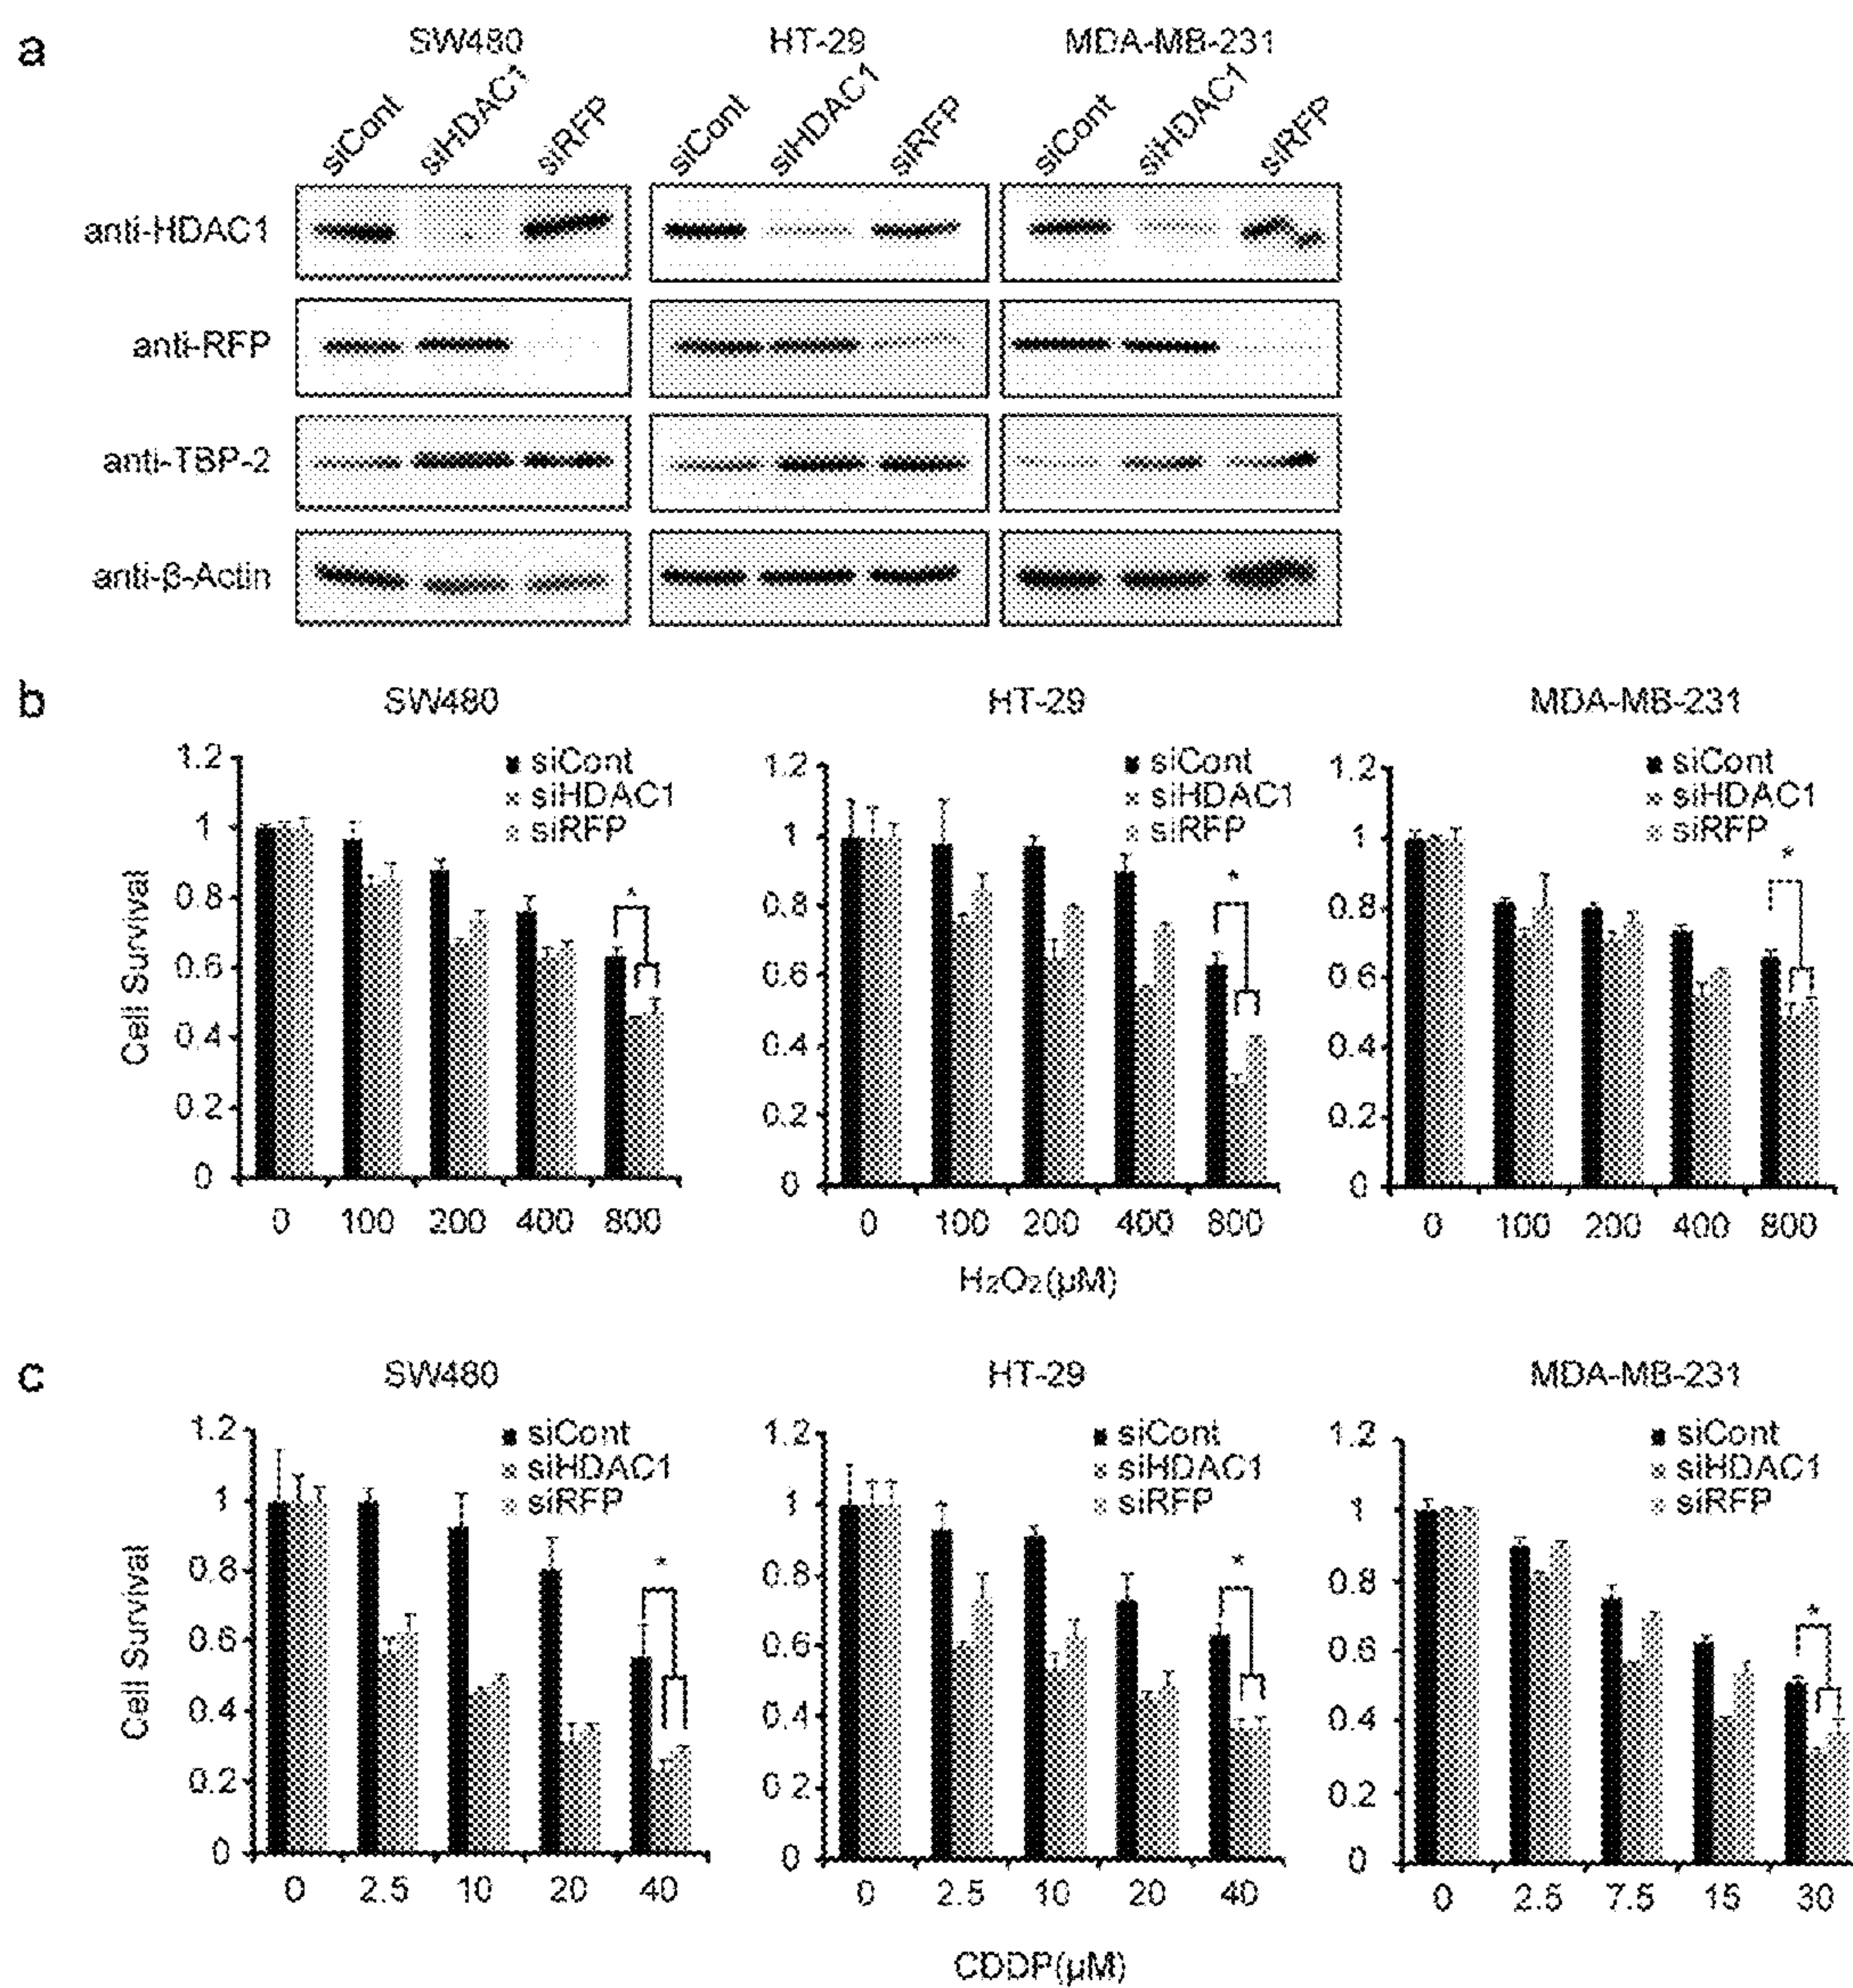 a
SW480 HT-29 MDA-MB-231
siCont siHDAC1 siRFP siCont siHDAC1 siRFP siCont siHDAC1 siRFP
anti-HDAC1
anti-RFP
anti-TBP-2
anti-β-Actin
b
SW480 HT-29 MDA-MB-231
Cell Survival
1.2 1 0.8 0.6 0.4 0.2 0
siCont
siHDAC1
siRFP
*
0 100 200 400 800
1.2 1 0.8 0.6 0.4 0.2 0
siCont
siHDAC1
siRFP
*
0 100 200 400 800
1.2 1 0.8 0.6 0.4 0.2 0
siCont
siHDAC1
siRFP
*
0 100 200 400 800
H₂O₂(µM)
c
SW480 HT-29 MDA-MB-231
Cell Survival
1.2 1 0.8 0.6 0.4 0.2 0
siCont
siHDAC1
siRFP
*
0 2.5 10 20 40
1.2 1 0.8 0.6 0.4 0.2 0
siCont
siHDAC1
siRFP
*
0 2.5 10 20 40
1.2 1 0.8 0.6 0.4 0.2 0
siCont
siHDAC1
siRFP
*
0 2.5 7.5 15 30
CDDP(µM)